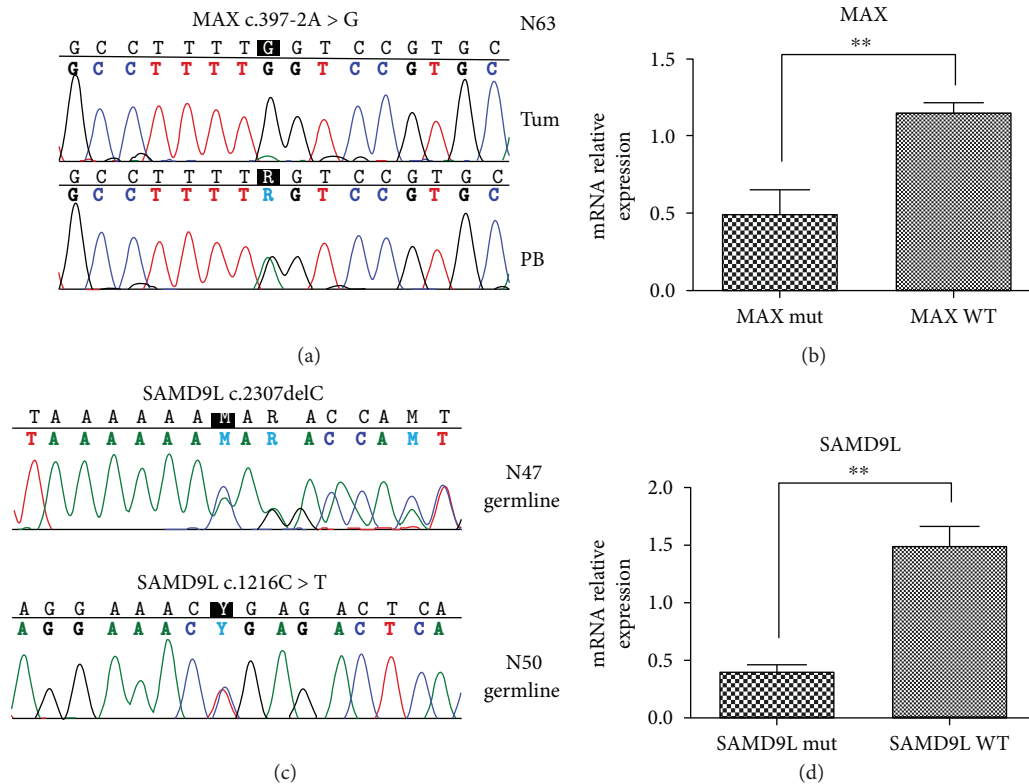 MAX c.397-2A > G
N63
G C C T T T T G G T C C G T G C
G C C T T T T G G T C C G T G C
Tum
G C C T T T T R G T C C G T G C
G C C T T T T R G T C C G T G C
PB
(a)
MAX
**
1.5
1.0
0.5
0.0
mRNA relative
expression
MAX mut
MAX WT
(b)
SAMD9L c.2307delC
T A A A A A A M A R A C C A M T
T A A A A A A M A R A C C A M T
N47
germline
SAMD9L c.1216C > T
A G G A A A C Y G A G A C T C A
A G G A A A C Y G A G A C T C A
N50
germline
(c)
SAMD9L
**
2.0
1.5
1.0
0.5
0.0
mRNA relative
expression
SAMD9L mut
SAMD9L WT
(d)